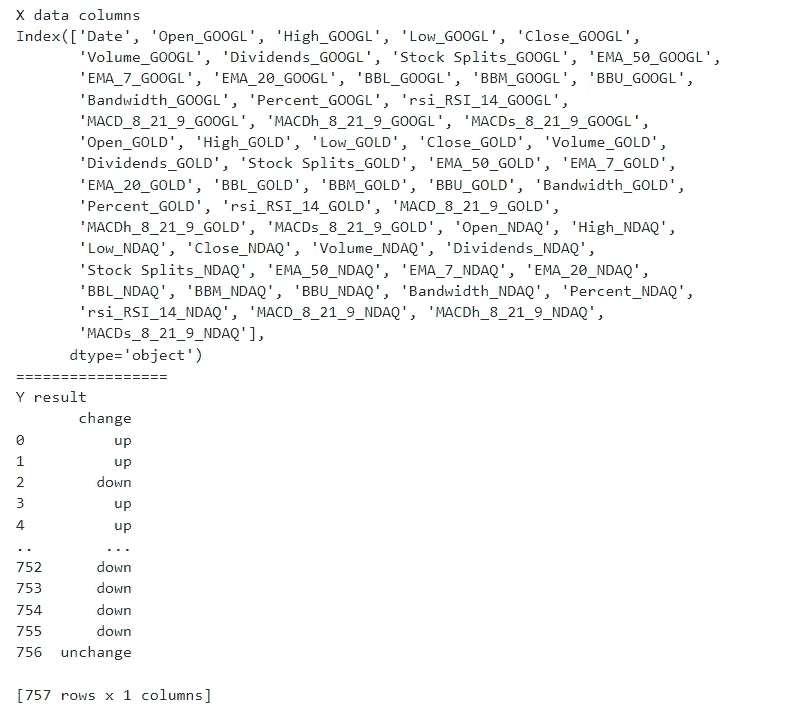 X data columns
Index(['Date', 'Open_GOOGL', 'High_GOOGL', 'Low_GOOGL', 'Close_GOOGL',
'Volume_GOOGL', 'Dividends_GOOGL', 'Stock Splits_GOOGL', 'EMA_50_GOOGL',
'EMA_7_GOOGL', 'EMA_20_GOOGL', 'BBL_GOOGL', 'BBM_GOOGL', 'BBU_GOOGL',
'Bandwidth_GOOGL', 'Percent_GOOGL', 'rsi_RSI_14_GOOGL',
'MACD_8_21_9_GOOGL', 'MACDh_8_21_9_GOOGL', 'MACDs_8_21_9_GOOGL',
'Open_GOLD', 'High_GOLD', 'Low_GOLD', 'Close_GOLD', 'Volume_GOLD',
'Dividends_GOLD', 'Stock Splits_GOLD', 'EMA_50_GOLD', 'EMA_7_GOLD',
'EMA_20_GOLD', 'BBL_GOLD', 'BBM_GOLD', 'BBU_GOLD', 'Bandwidth_GOLD',
'Percent_GOLD', 'rsi_RSI_14_GOLD', 'MACD_8_21_9_GOLD',
'MACDh_8_21_9_GOLD', 'MACDs_8_21_9_GOLD', 'Open_NDAQ', 'High_NDAQ',
'Low_NDAQ', 'Close_NDAQ', 'Volume_NDAQ', 'Dividends_NDAQ',
'Stock Splits_NDAQ', 'EMA_50_NDAQ', 'EMA_7_NDAQ', 'EMA_20_NDAQ',
'BBL_NDAQ', 'BBM_NDAQ', 'BBU_NDAQ', 'Bandwidth_NDAQ', 'Percent_NDAQ',
'rsi_RSI_14_NDAQ', 'MACD_8_21_9_NDAQ', 'MACDh_8_21_9_NDAQ',
'MACDs_8_21_9_NDAQ'],
dtype='object')
=================
Y result
change
0 up
1 up
2 down
3 up
4 up
.. ...
752 down
753 down
754 down
755 down
756 unchange
[757 rows x 1 columns]